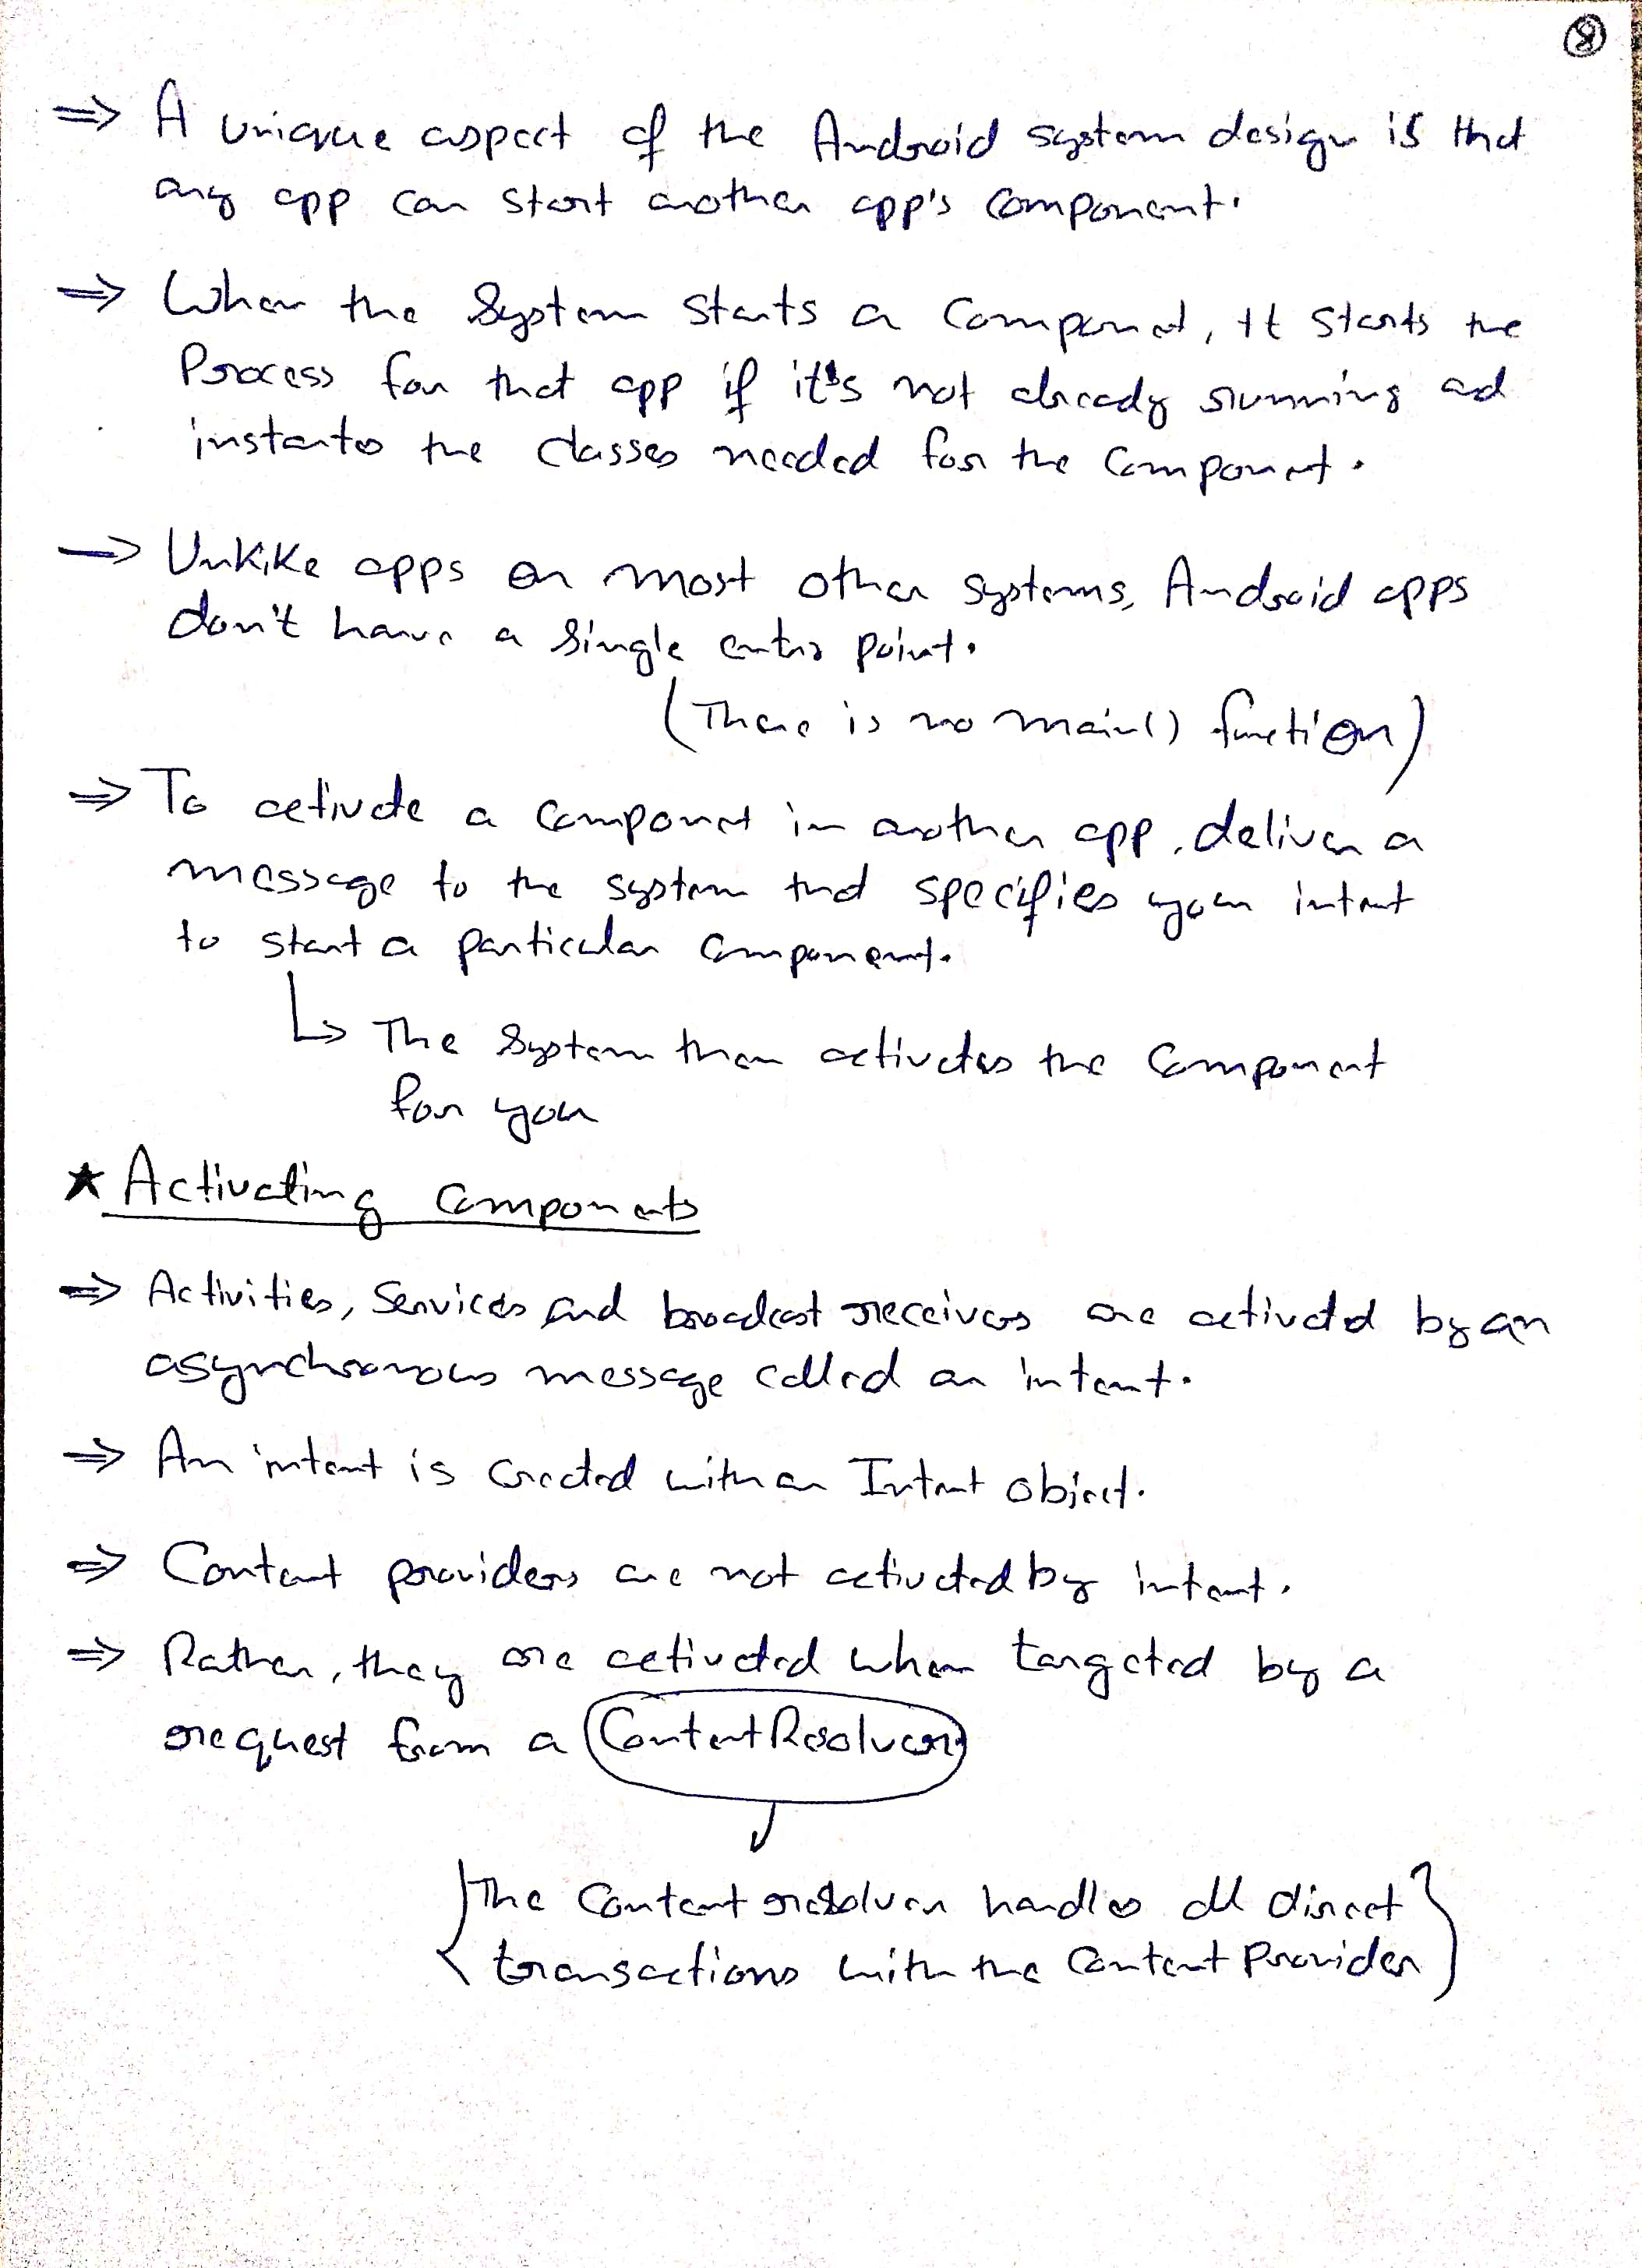 8
⇒ A unique aspect of the Android system design is that
any app can start another app's component.
⇒ When the System starts a component, it starts the
Process for that app if it's not already running and
instantes the classes needed for the component.
→ Unkike apps on most other systems, Android apps
don't have a single entry point.
(There is no main() function)
⇒ To activate a component in another app, deliver a
message to the system that specifies your intent
to start a particular component.
↳ The System then activates the component
for you
★ Activating components
⇒ Activities, Services and broadcast receivers are activated by an
asynchronous message called an intent.
⇒ An intent is created with an Intent object.
⇒ Content providers are not activated by intent.
⇒ Rather, they are activated when targeted by a
request from a ContentResolver
{The Content resolver handles all direct
transactions with the Content Provider}